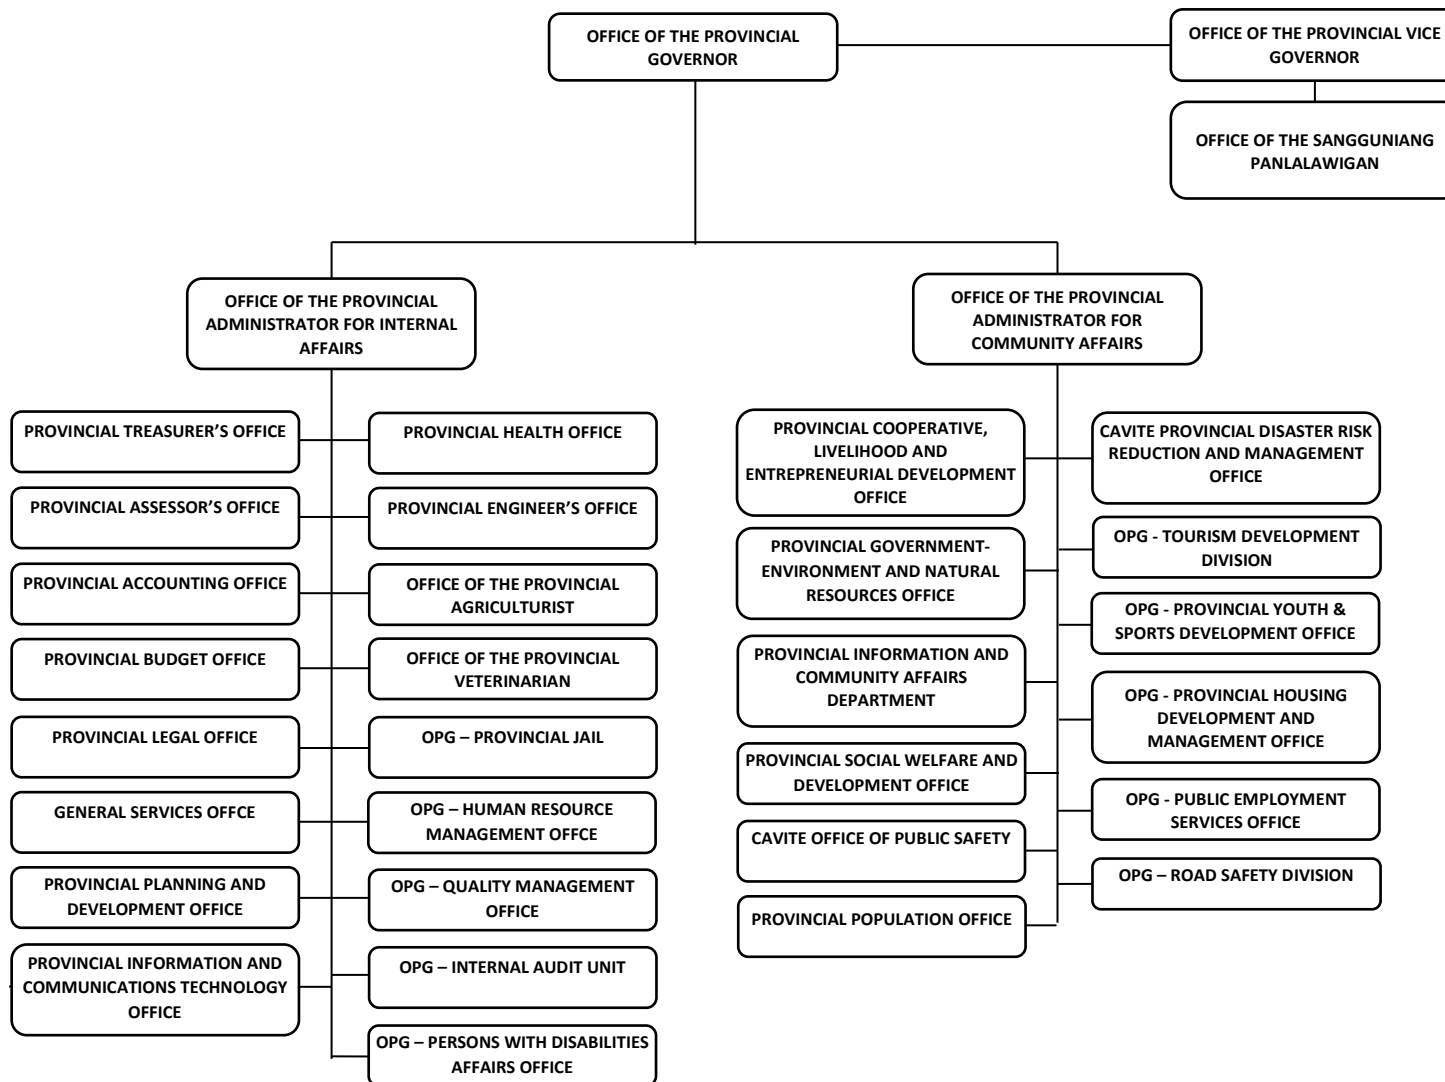 OFFICE OF THE PROVINCIAL
GOVERNOR
OFFICE OF THE PROVINCIAL VICE
GOVERNOR
OFFICE OF THE SANGGUNIANG
PANLALAWIGAN
OFFICE OF THE PROVINCIAL
ADMINISTRATOR FOR INTERNAL
AFFAIRS
OFFICE OF THE PROVINCIAL
ADMINISTRATOR FOR
COMMUNITY AFFAIRS
PROVINCIAL TREASURER’S OFFICE
PROVINCIAL ASSESSOR’S OFFICE
PROVINCIAL ACCOUNTING OFFICE
PROVINCIAL BUDGET OFFICE
PROVINCIAL LEGAL OFFICE
GENERAL SERVICES OFFCE
PROVINCIAL PLANNING AND
DEVELOPMENT OFFICE
PROVINCIAL INFORMATION AND
COMMUNICATIONS TECHNOLOGY
OFFICE
PROVINCIAL HEALTH OFFICE
PROVINCIAL ENGINEER’S OFFICE
OFFICE OF THE PROVINCIAL
AGRICULTURIST
OFFICE OF THE PROVINCIAL
VETERINARIAN
OPG – PROVINCIAL JAIL
OPG – HUMAN RESOURCE
MANAGEMENT OFFCE
OPG – QUALITY MANAGEMENT
OFFICE
OPG – INTERNAL AUDIT UNIT
OPG – PERSONS WITH DISABILITIES
AFFAIRS OFFICE
PROVINCIAL COOPERATIVE,
LIVELIHOOD AND
ENTREPRENEURIAL DEVELOPMENT
OFFICE
PROVINCIAL GOVERNMENT-
ENVIRONMENT AND NATURAL
RESOURCES OFFICE
PROVINCIAL INFORMATION AND
COMMUNITY AFFAIRS
DEPARTMENT
PROVINCIAL SOCIAL WELFARE AND
DEVELOPMENT OFFICE
CAVITE OFFICE OF PUBLIC SAFETY
PROVINCIAL POPULATION OFFICE
CAVITE PROVINCIAL DISASTER RISK
REDUCTION AND MANAGEMENT
OFFICE
OPG - TOURISM DEVELOPMENT
DIVISION
OPG - PROVINCIAL YOUTH &
SPORTS DEVELOPMENT OFFICE
OPG - PROVINCIAL HOUSING
DEVELOPMENT AND
MANAGEMENT OFFICE
OPG - PUBLIC EMPLOYMENT
SERVICES OFFICE
OPG – ROAD SAFETY DIVISION